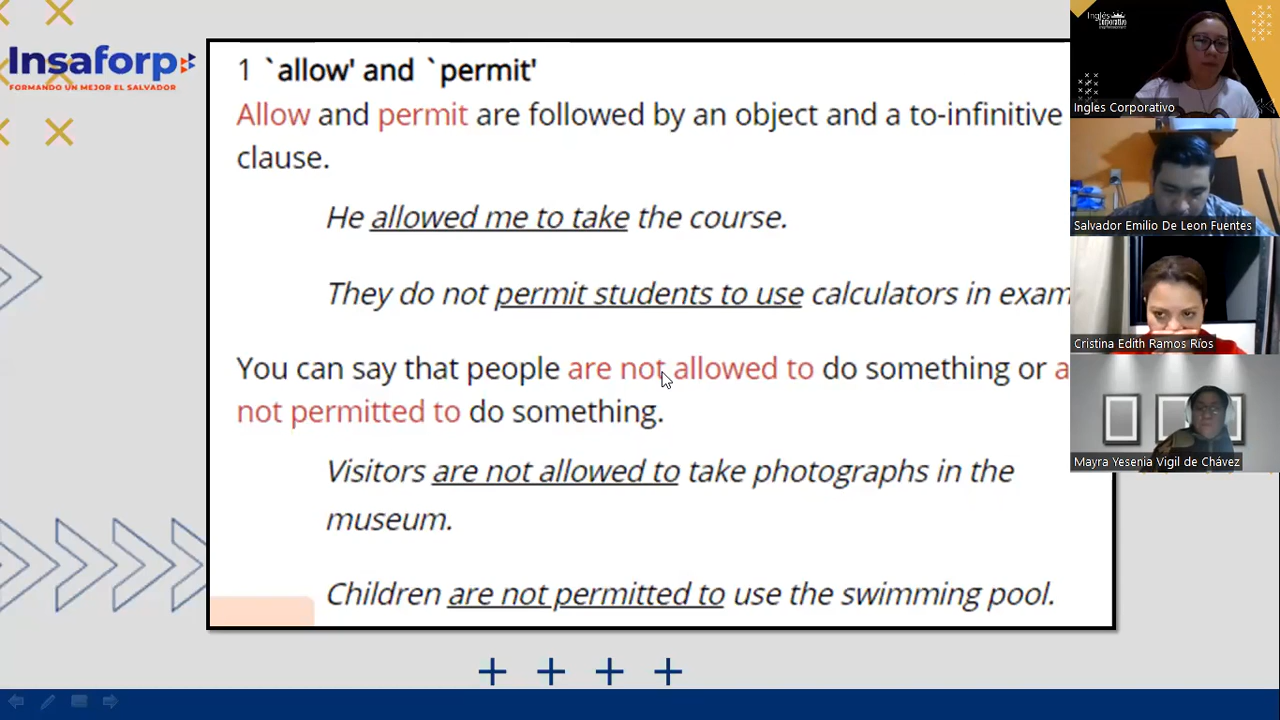 Insaforp
FORMANDO UN MEJOR EL SALVADOR
1 `allow' and `permit'
Allow and permit are followed by an object and a to-infinitive
clause.
He allowed me to take the course.
They do not permit students to use calculators in exam
You can say that people are not allowed to do something or a
not permitted to do something.
Visitors are not allowed to take photographs in the
museum.
Children are not permitted to use the swimming pool.
Inglés
Corporativo
Ingles Corporativo
Salvador Emilio De Leon Fuentes
Cristina Edith Ramos Ríos
Mayra Yesenia Vigil de Chávez